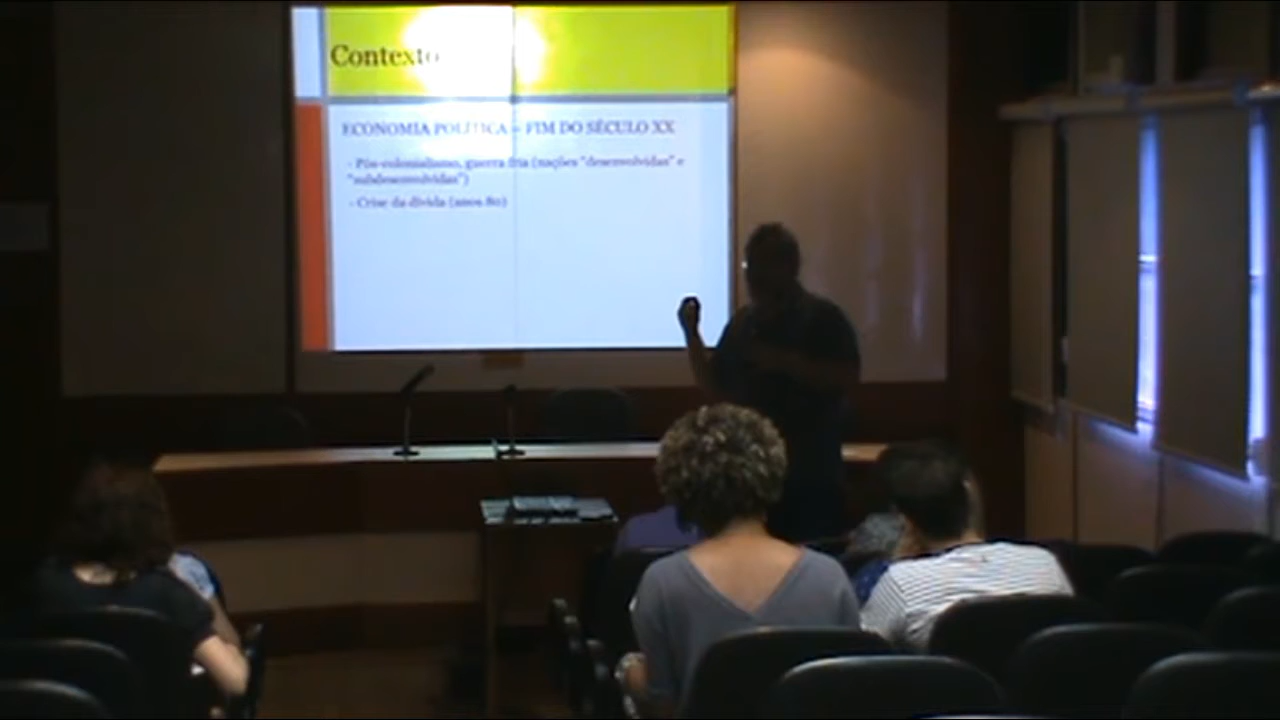 Contexto
ECONOMIA POLÍTICA – FIM DO SÉCULO XX
- Pós-colonialismo, guerra fria (nações "desenvolvidas" e
"subdesenvolvidas")
- Crise da dívida (anos 80)